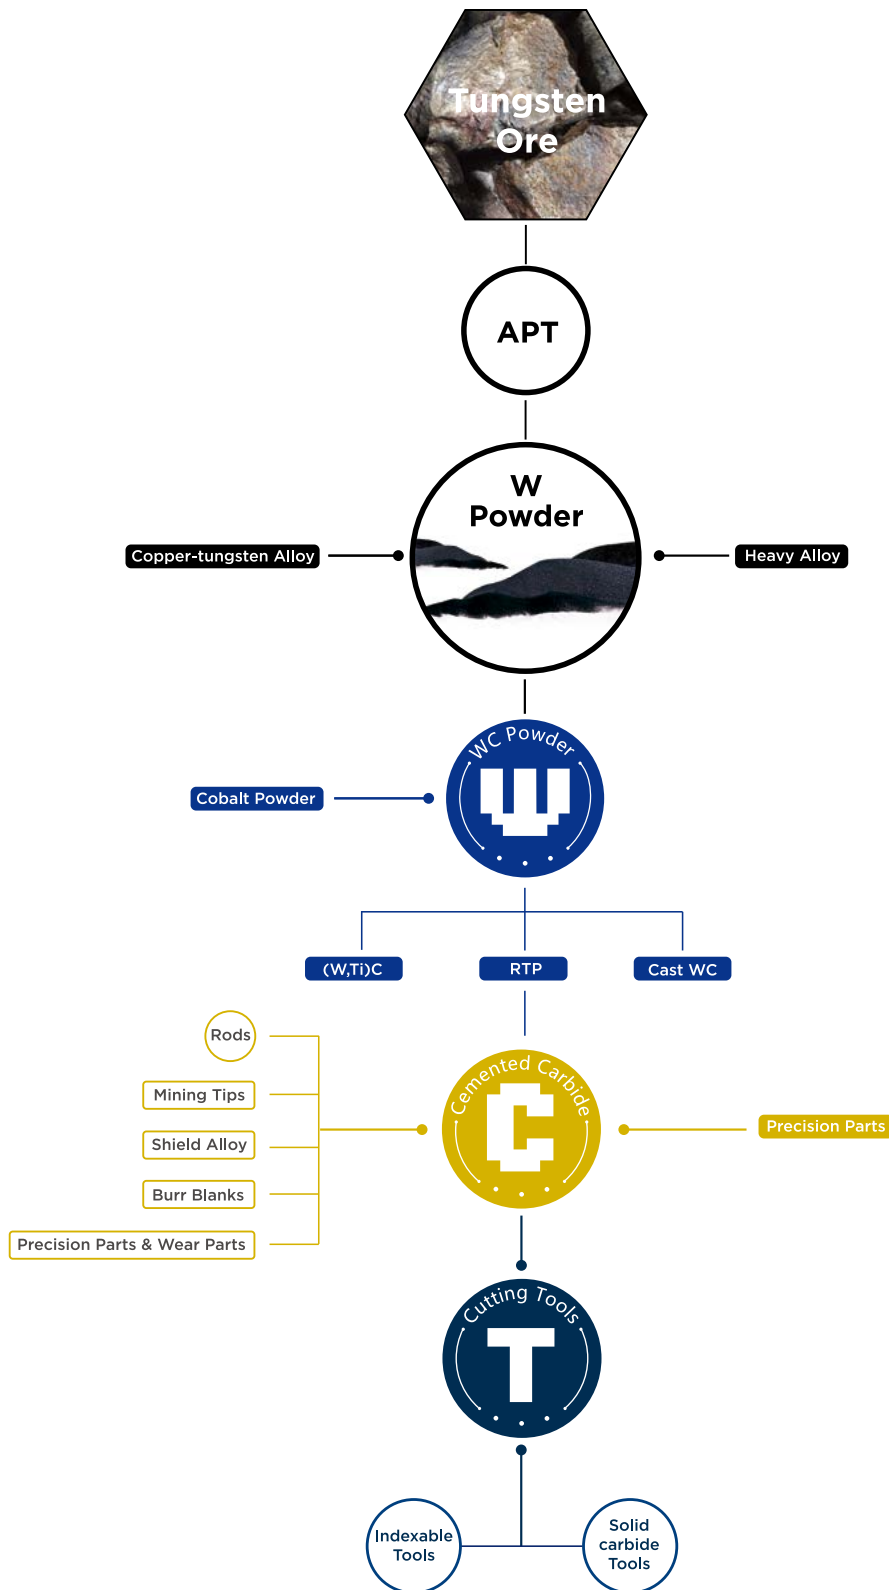 Tungsten
Ore
APT
W
Powder
Copper-tungsten Alloy
Heavy Alloy
WC Powder
W
Cobalt Powder
(W,Ti)C
RTP
Cast WC
Rods
Mining Tips
Shield Alloy
Burr Blanks
Precision Parts & Wear Parts
Cemented Carbide
C
Precision Parts
Cutting Tools
T
Indexable
Tools
Solid
carbide
Tools